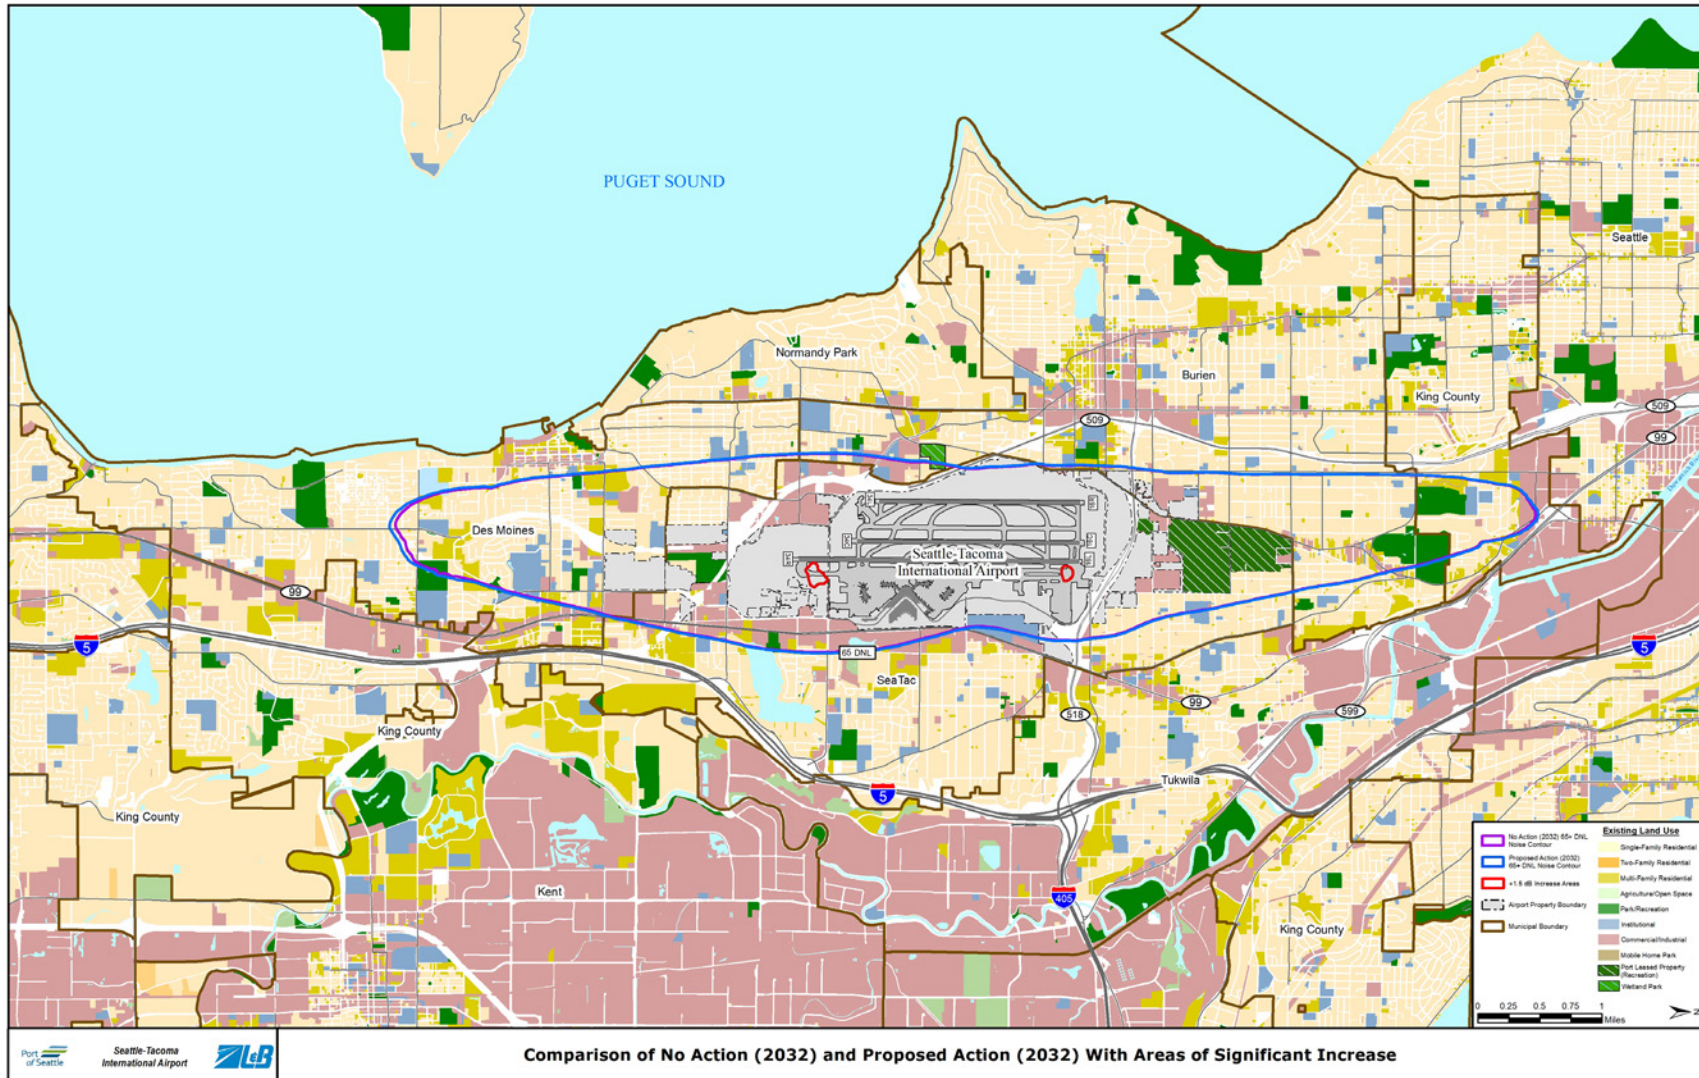 PUGET SOUND
Seattle
Normandy Park
Burien
King County
509
509
99
Des Moines
Seattle-Tacoma
International Airport
99
5
65 DNL
5
SeaTac
99
518
599
King County
Tukwila
5
King County
Kent
405
King County
No Action (2032) 65+ DNL
Noise Contour
Proposed Action (2032)
65+ DNL Noise Contour
+1.5 dB Increase Areas
Airport Property Boundary
Municipal Boundary
Existing Land Use
Single-Family Residential
Two-Family Residential
Multi-Family Residential
Agriculture/Open Space
Park/Recreation
Institutional
Commercial/Industrial
Mobile Home Park
Port Leased Property
(Recreation)
Wetland Park
0 0.25 0.5 0.75 1
Miles
Port
of Seattle
Seattle-Tacoma
International Airport
L&B
Comparison of No Action (2032) and Proposed Action (2032) With Areas of Significant Increase